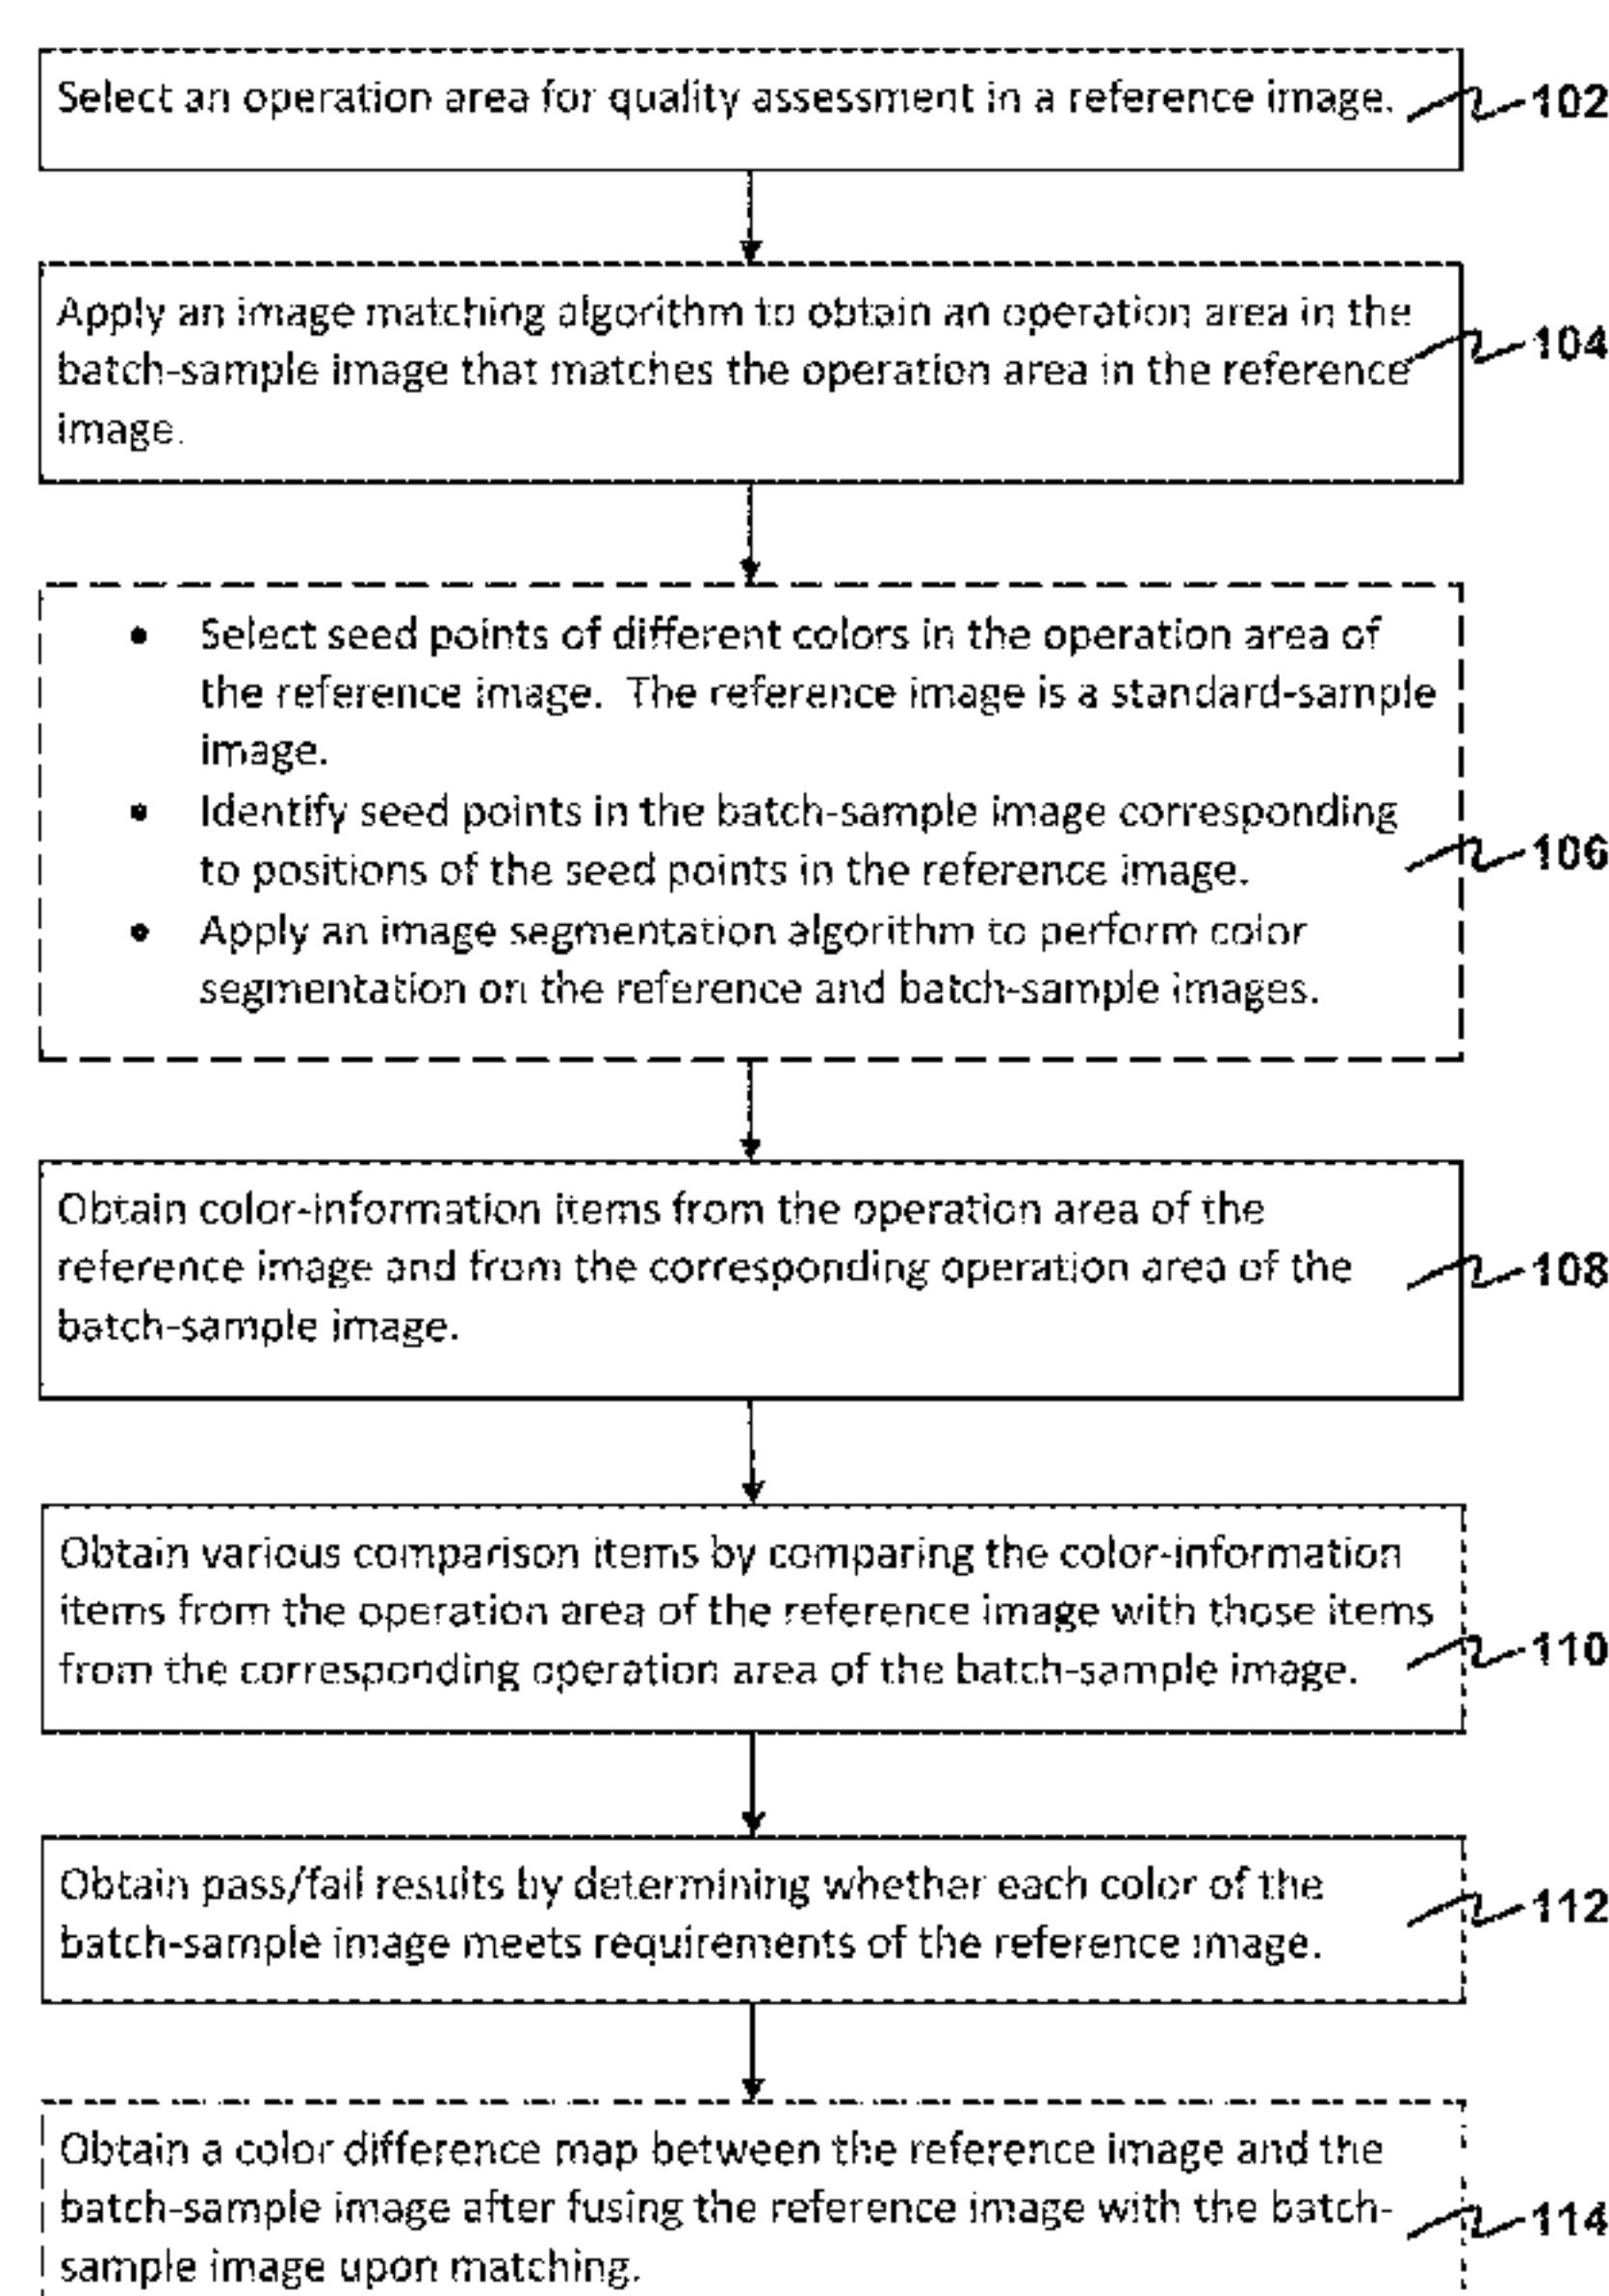 Select an operation area for quality assessment in a reference image.
102
Apply an image matching algorithm to obtain an operation area in the
batch-sample image that matches the operation area in the reference
image.
104
• Select seed points of different colors in the operation area of
the reference image. The reference image is a standard-sample
image.
• Identify seed points in the batch-sample image corresponding
to positions of the seed points in the reference image.
• Apply an image segmentation algorithm to perform color
segmentation on the reference and batch-sample images.
106
Obtain color-information items from the operation area of the
reference image and from the corresponding operation area of the
batch-sample image.
108
Obtain various comparison items by comparing the color-information
items from the operation area of the reference image with those items
from the corresponding operation area of the batch-sample image.
110
Obtain pass/fail results by determining whether each color of the
batch-sample image meets requirements of the reference image.
112
Obtain a color difference map between the reference image and the
batch-sample image after fusing the reference image with the batch-
sample image upon matching.
114